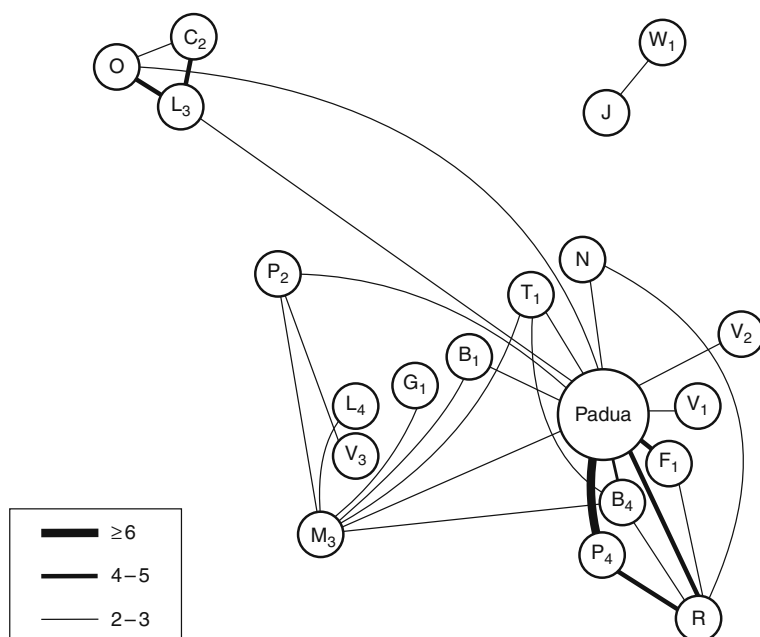 C₂
W₁
O
L₃
J
N
P₂
T₁
V₂
B₁
G₁
L₄
V₁
Padua
V₃
F₁
B₄
M₃
P₄
R
≥6
4–5
2–3